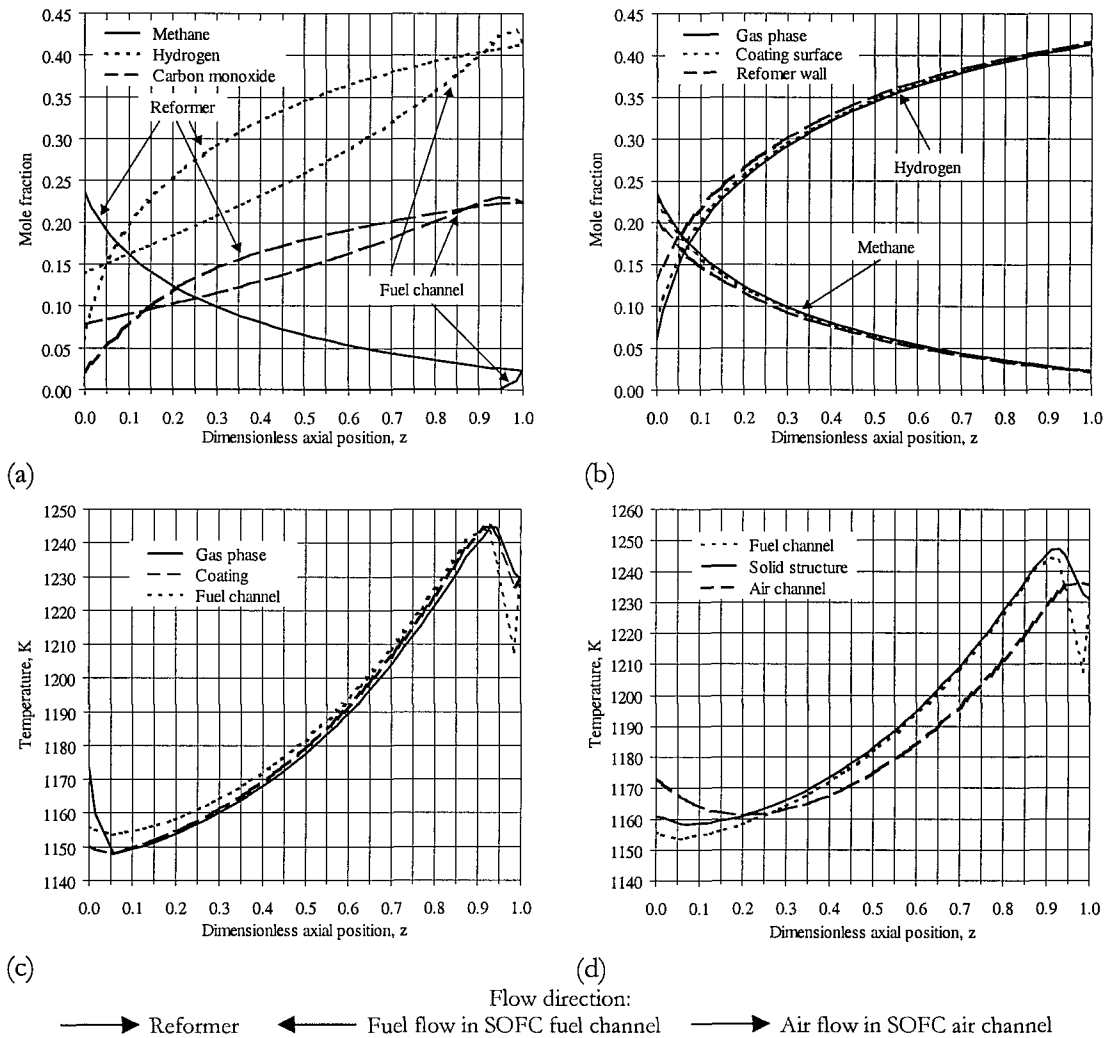 0.45
0.40
0.35
0.30
0.25
0.20
0.15
0.10
0.05
0.00
Mole fraction
Methane
Hydrogen
Carbon monoxide
Reformer
Fuel channel
0.0 0.1 0.2 0.3 0.4 0.5 0.6 0.7 0.8 0.9 1.0
Dimensionless axial position, z
(a)
0.45
0.40
0.35
0.30
0.25
0.20
0.15
0.10
0.05
0.00
Mole fraction
Gas phase
Coating surface
Refomer wall
Hydrogen
Methane
0.0 0.1 0.2 0.3 0.4 0.5 0.6 0.7 0.8 0.9 1.0
Dimensionless axial position, z
(b)
1250
1240
1230
1220
1210
1200
1190
1180
1170
1160
1150
1140
Temperature, K
Gas phase
Coating
Fuel channel
0.0 0.1 0.2 0.3 0.4 0.5 0.6 0.7 0.8 0.9 1.0
Dimensionless axial position, z
(c)
1260
1250
1240
1230
1220
1210
1200
1190
1180
1170
1160
1150
1140
Temperature, K
Fuel channel
Solid structure
Air channel
0.0 0.1 0.2 0.3 0.4 0.5 0.6 0.7 0.8 0.9 1.0
Dimensionless axial position, z
(d)
Flow direction:
Reformer Fuel flow in SOFC fuel channel Air flow in SOFC air channel